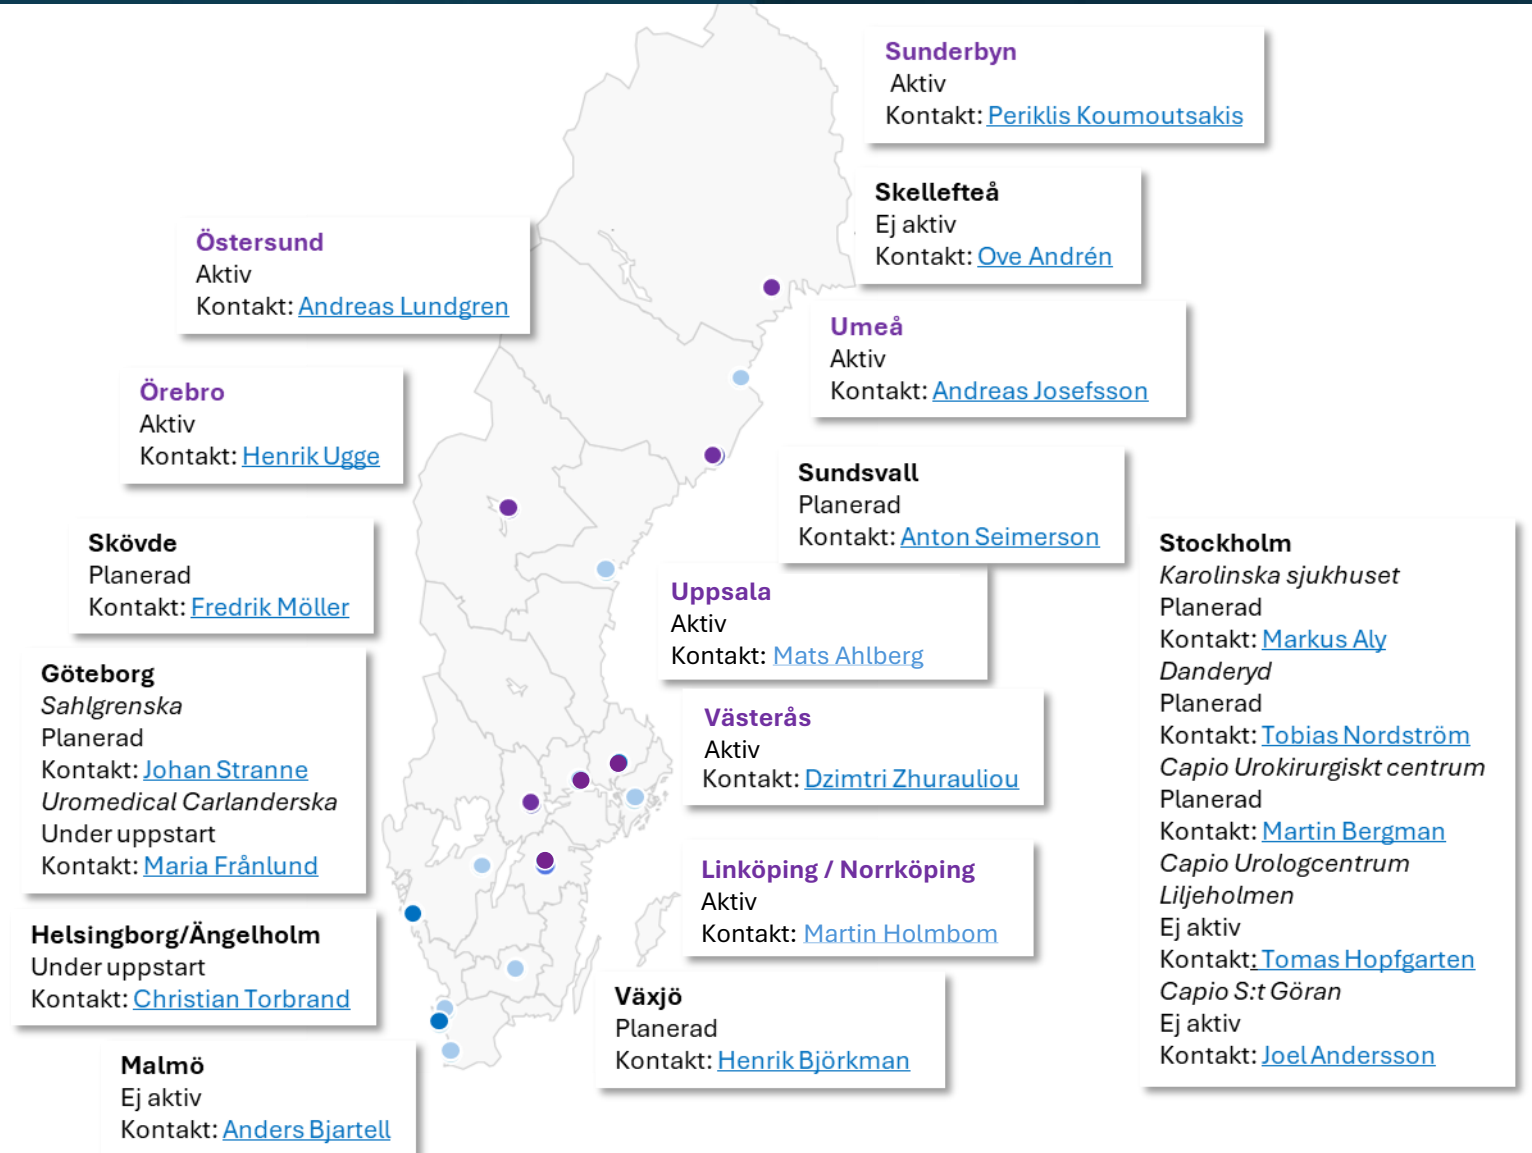 Sunderbyn
Aktiv
Kontakt: Periklis Koumoutsakis
Skellefteå
Ej aktiv
Kontakt: Ove Andrén
Östersund
Aktiv
Kontakt: Andreas Lundgren
Umeå
Aktiv
Kontakt: Andreas Josefsson
Örebro
Aktiv
Kontakt: Henrik Ugge
Sundsvall
Planerad
Kontakt: Anton Seimerson
Skövde
Planerad
Kontakt: Fredrik Möller
Uppsala
Aktiv
Kontakt: Mats Ahlberg
Göteborg
Sahlgrenska
Planerad
Kontakt: Johan Stranne
Uromedical Carlanderska
Under uppstart
Kontakt: Maria Frånlund
Västerås
Aktiv
Kontakt: Dzimtri Zhurauliou
Linköping / Norrköping
Aktiv
Kontakt: Martin Holmbom
Helsingborg/Ängelholm
Under uppstart
Kontakt: Christian Torbrand
Växjö
Planerad
Kontakt: Henrik Björkman
Malmö
Ej aktiv
Kontakt: Anders Bjartell
Stockholm
Karolinska sjukhuset
Planerad
Kontakt: Markus Aly
Danderyd
Planerad
Kontakt: Tobias Nordström
Capio Urokirurgiskt centrum
Planerad
Kontakt: Martin Bergman
Capio Urologcentrum
Liljeholmen
Ej aktiv
Kontakt: Tomas Hopfgarten
Capio S:t Göran
Ej aktiv
Kontakt: Joel Andersson